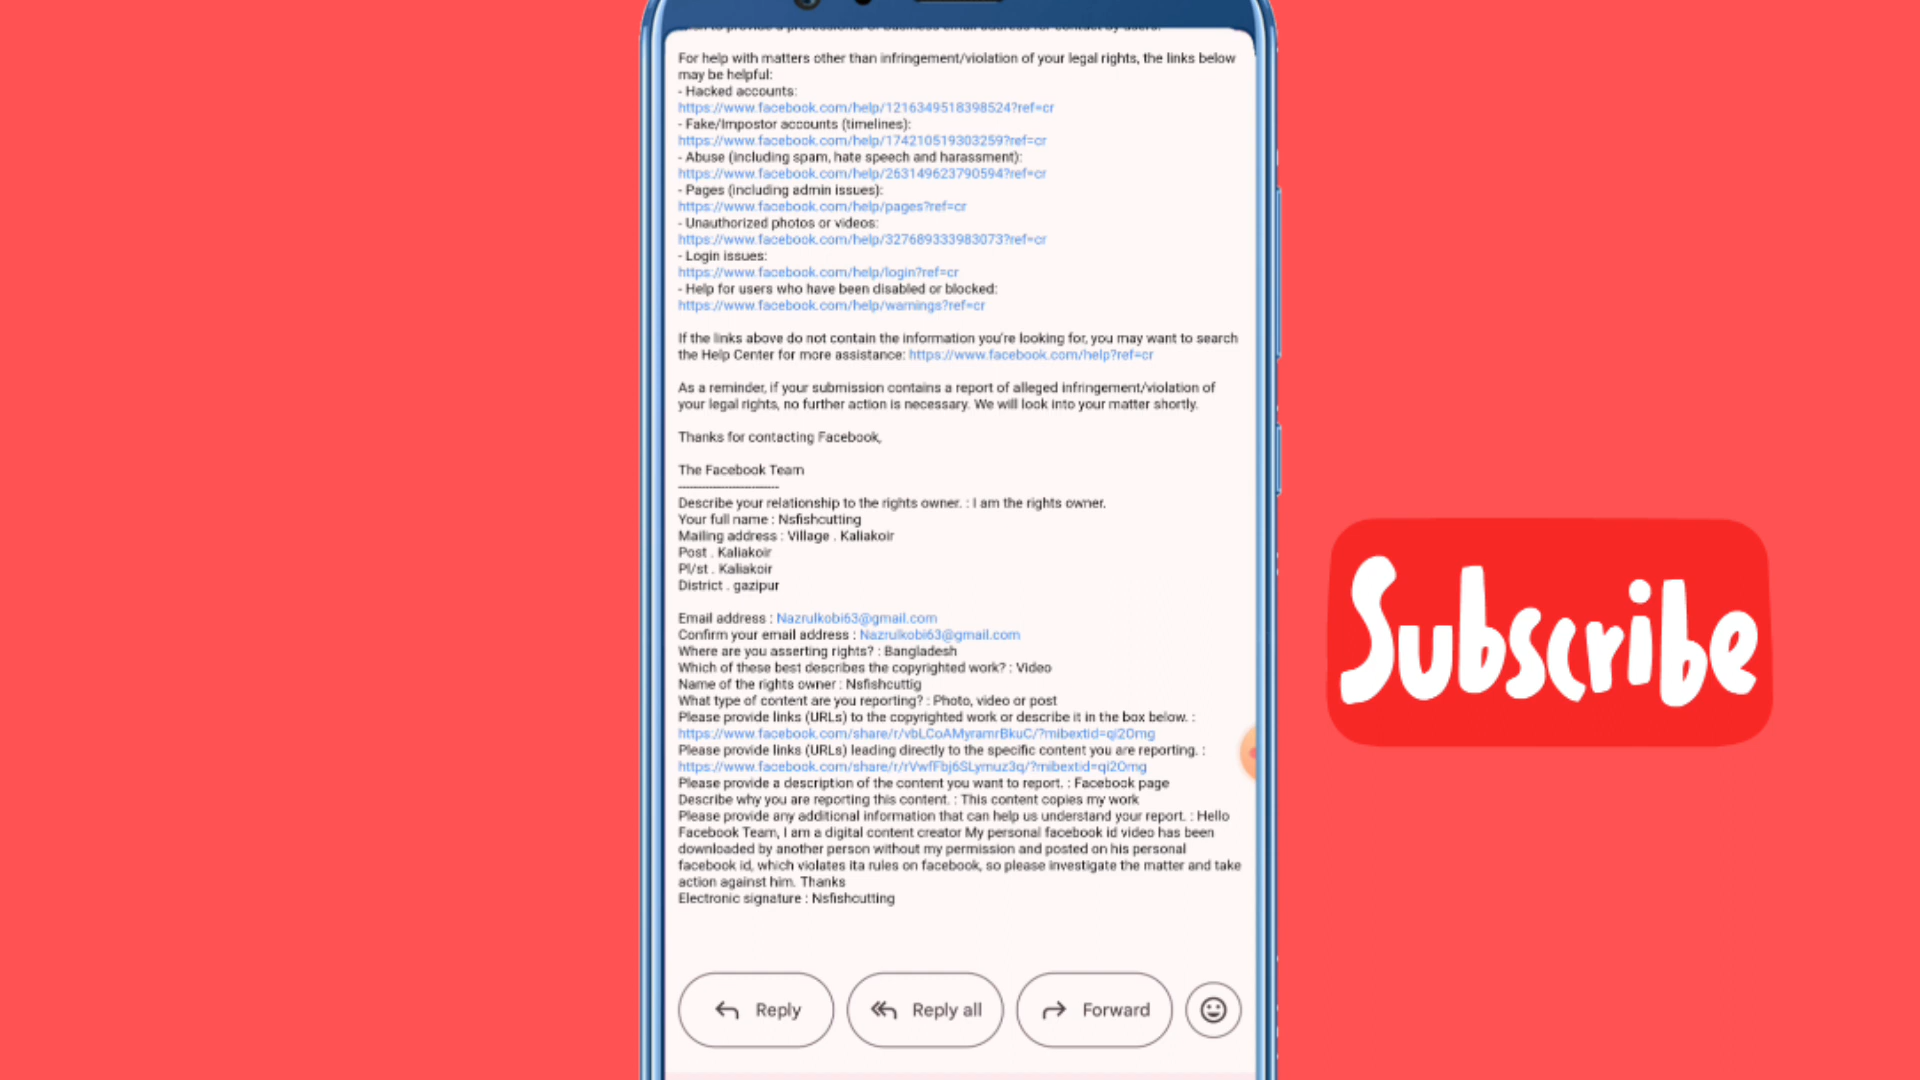 For help with matters other than infringement/violation of your legal rights, the links below
may be helpful:
- Hacked accounts:
https://www.facebook.com/help/1216349518398524?ref=cr
- Fake/Impostor accounts (timelines):
https://www.facebook.com/help/174210519303259?ref=cr
- Abuse (including spam, hate speech and harassment):
https://www.facebook.com/help/263149623790594?ref=cr
- Pages (including admin issues):
https://www.facebook.com/help/pages?ref=cr
- Unauthorized photos or videos:
https://www.facebook.com/help/327689333983073?ref=cr
- Login issues:
https://www.facebook.com/help/login?ref=cr
- Help for users who have been disabled or blocked:
https://www.facebook.com/help/warnings?ref=cr
If the links above do not contain the information you're looking for, you may want to search
the Help Center for more assistance: https://www.facebook.com/help?ref=cr
As a reminder, if your submission contains a report of alleged infringement/violation of
your legal rights, no further action is necessary. We will look into your matter shortly.
Thanks for contacting Facebook,
The Facebook Team
Describe your relationship to the rights owner. : I am the rights owner.
Your full name : Nsfishcutting
Mailing address : Village . Kaliakoir
Post . Kaliakoir
Pl/st . Kaliakoir
District . gazipur
Email address : Nazrulkobi63@gmail.com
Confirm your email address : Nazrulkobi63@gmail.com
Where are you asserting rights? : Bangladesh
Which of these best describes the copyrighted work? : Video
Name of the rights owner : Nsfishcuttig
What type of content are you reporting? : Photo, video or post
Please provide links (URLs) to the copyrighted work or describe it in the box below. :
https://www.facebook.com/share/r/vbLCoAMyramrBkuC/?mibextid=qi2Omg
Please provide links (URLs) leading directly to the specific content you are reporting. :
https://www.facebook.com/share/r/rVwfFbj6SLymuz3q/?mibextid=qi2Omg
Please provide a description of the content you want to report. : Facebook page
Describe why you are reporting this content. : This content copies my work
Please provide any additional information that can help us understand your report. : Hello
Facebook Team, I am a digital content creator My personal facebook id video has been
downloaded by another person without my permission and posted on his personal
facebook id, which violates ita rules on facebook, so please investigate the matter and take
action against him. Thanks
Electronic signature : Nsfishcutting
Reply
Reply all
Forward
Subscribe